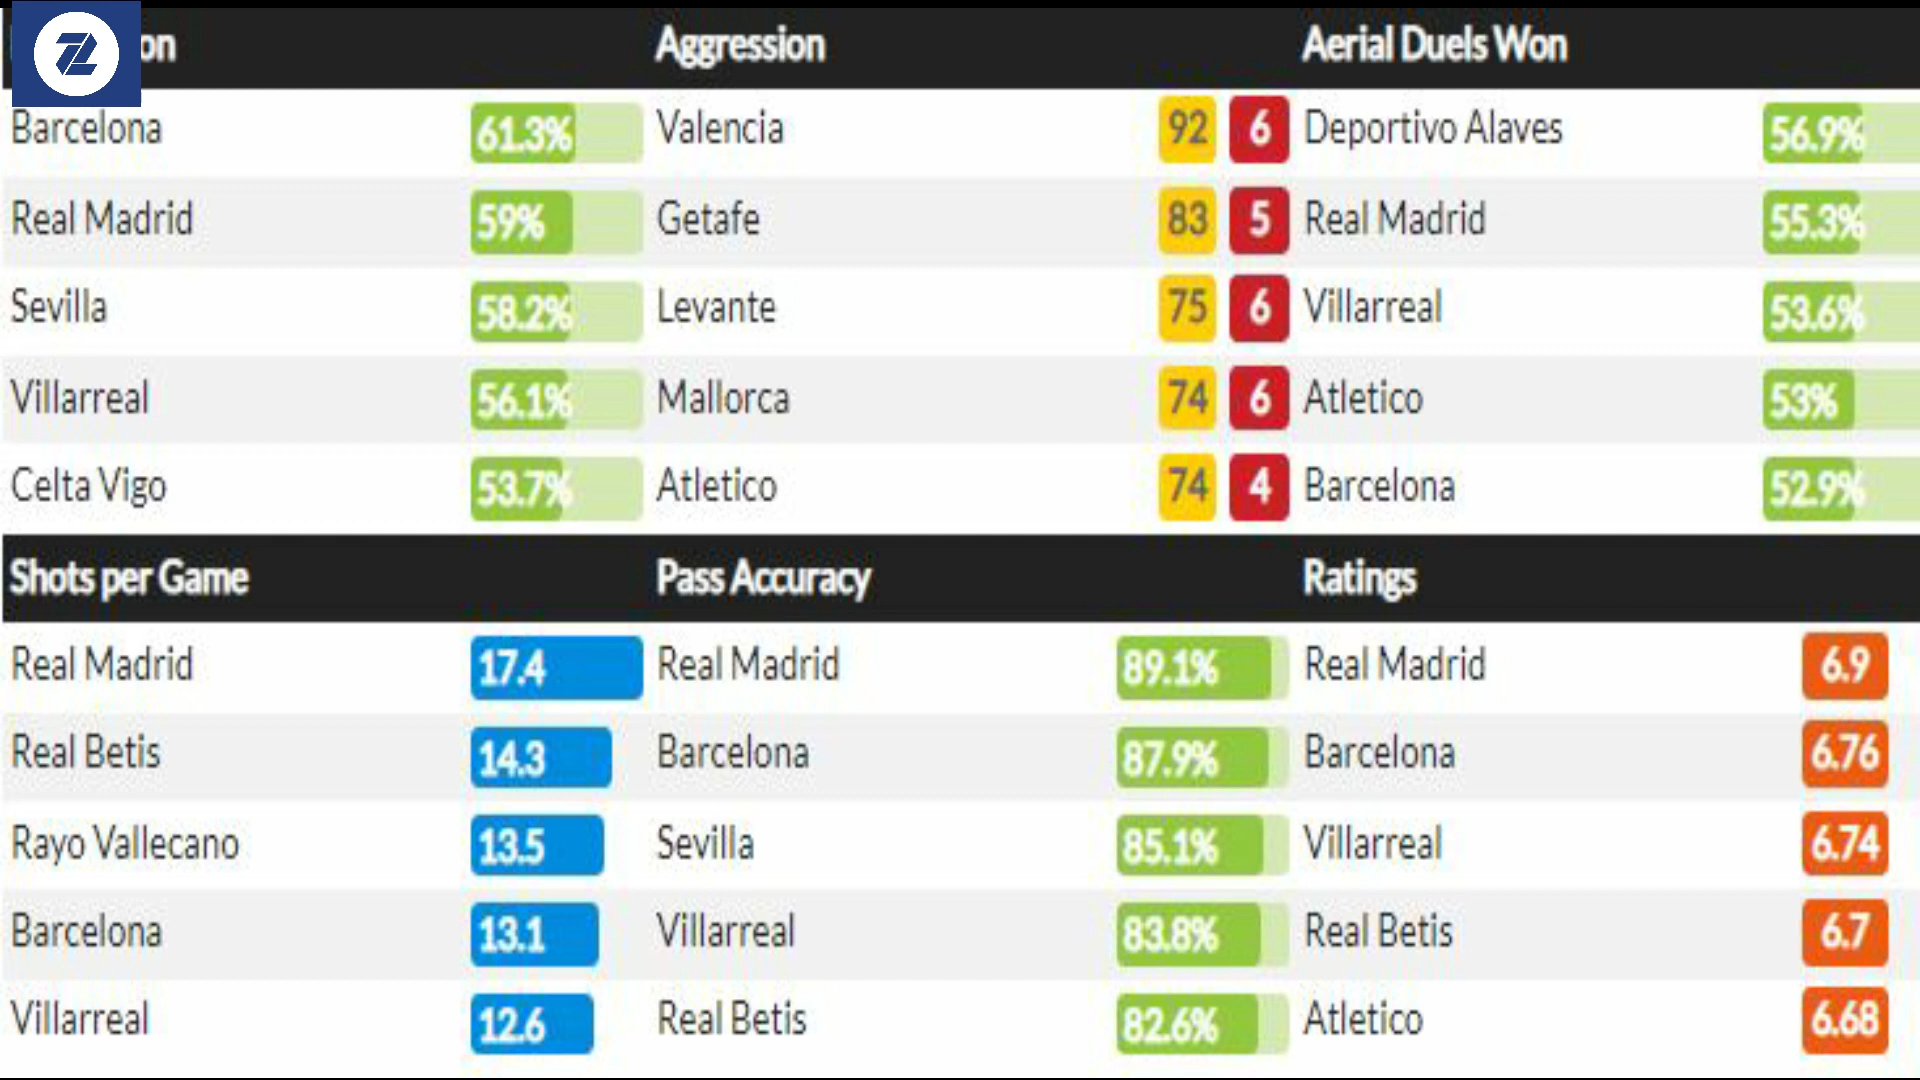 on Aggression Aerial Duels Won
Barcelona 61.3% Valencia 92 6 Deportivo Alaves 56.9%
Real Madrid 59% Getafe 83 5 Real Madrid 55.3%
Sevilla 58.2% Levante 75 6 Villarreal 53.6%
Villarreal 56.1% Mallorca 74 6 Atletico 53%
Celta Vigo 53.7% Atletico 74 4 Barcelona 52.9%
Shots per Game Pass Accuracy Ratings
Real Madrid 17.4 Real Madrid 89.1% Real Madrid 6.9
Real Betis 14.3 Barcelona 87.9% Barcelona 6.76
Rayo Vallecano 13.5 Sevilla 85.1% Villarreal 6.74
Barcelona 13.1 Villarreal 83.8% Real Betis 6.7
Villarreal 12.6 Real Betis 82.6% Atletico 6.68